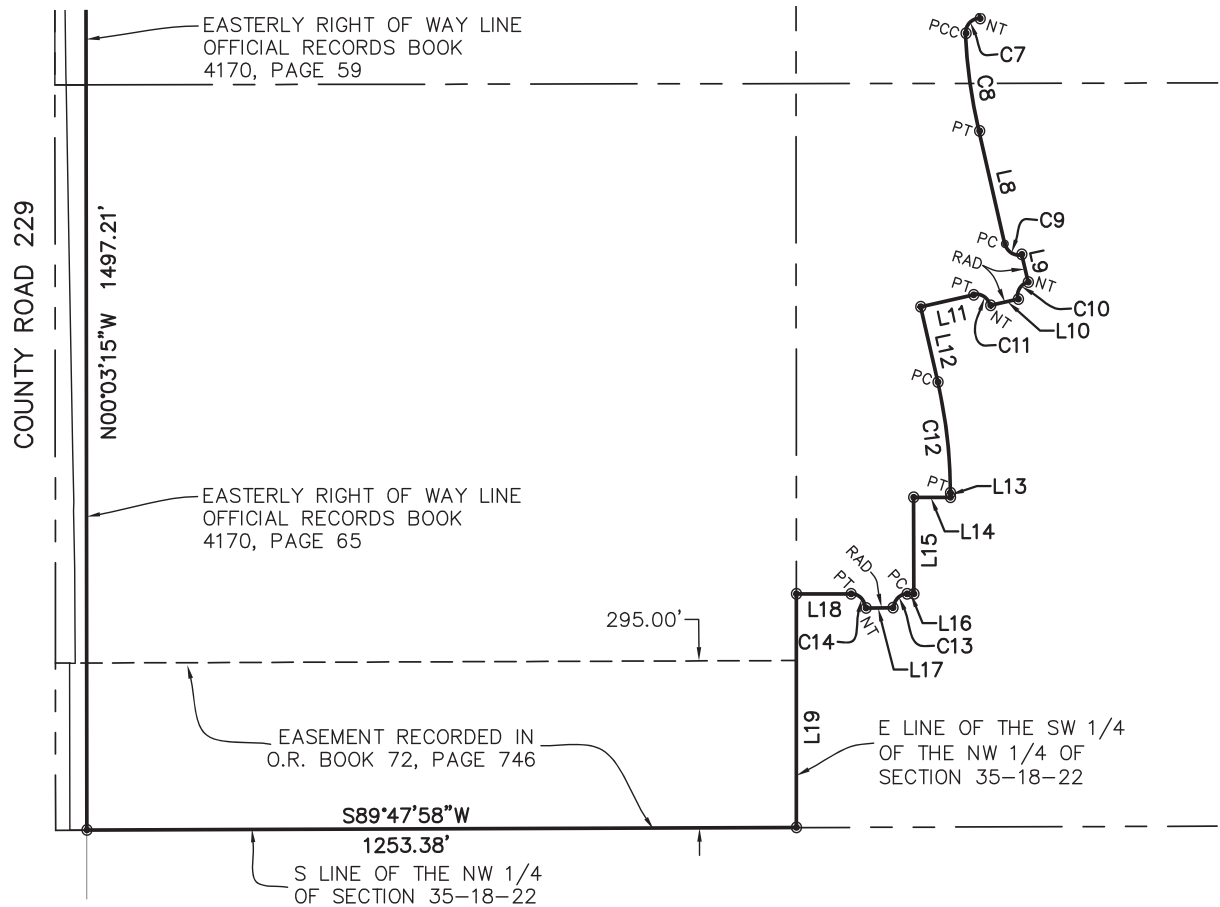 EASTERLY RIGHT OF WAY LINE
OFFICIAL RECORDS BOOK
4170, PAGE 59
PCC
NT
C7
C8
PT
L8
PC
C9
RAD
L9
NT
C10
PT
L11
NT
L10
C11
L12
PC
C12
PT
L13
L14
L15
COUNTY ROAD 229
N00°03'15"W 1497.21'
EASTERLY RIGHT OF WAY LINE
OFFICIAL RECORDS BOOK
4170, PAGE 65
RAD
PT
PC
L18
L16
C14
NT
C13
L17
295.00'
L19
EASEMENT RECORDED IN
O.R. BOOK 72, PAGE 746
E LINE OF THE SW 1/4
OF THE NW 1/4 OF
SECTION 35-18-22
S89°47'58"W
1253.38'
S LINE OF THE NW 1/4
OF SECTION 35-18-22